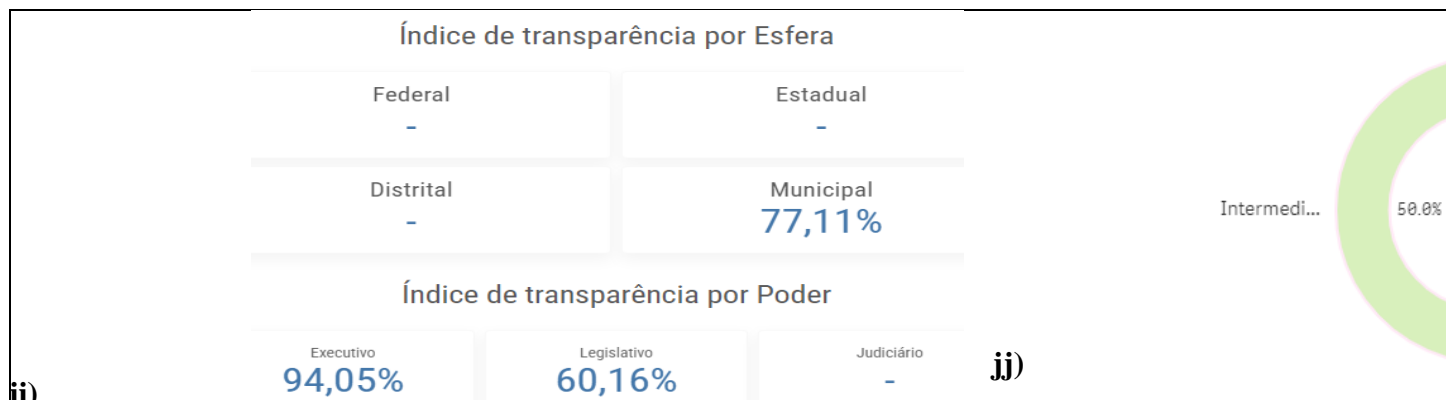 Índice de transparência por Esfera
Federal
-
Estadual
-
Distrital
-
Municipal
77,11%
Índice de transparência por Poder
Executivo
94,05%
Legislativo
60,16%
Judiciário
-
ii)
Intermedi...
50.0%
jj)